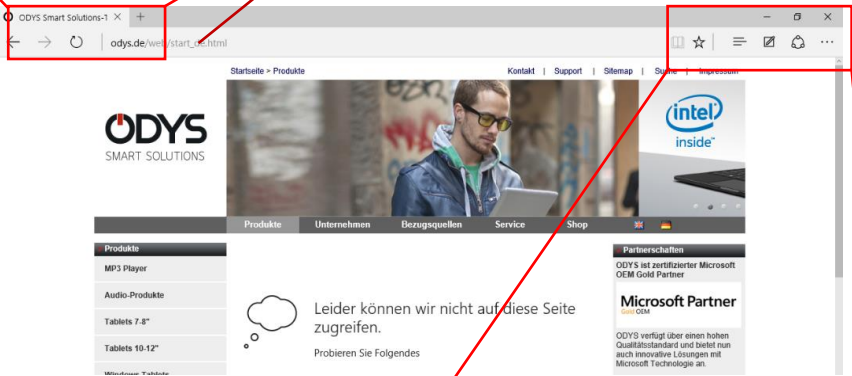 ODYS Smart Solutions-T
odys.de/web/start_de.html
Startseite > Produkte
Kontakt | Support | Sitemap | Suche | Impressum
ODYS
SMART SOLUTIONS
intel
inside™
Produkte Unternehmen Bezugsquellen Service Shop
Produkte
MP3 Player
Audio-Produkte
Tablets 7-8"
Tablets 10-12"
Windows Tablets
Leider können wir nicht auf diese Seite
zugreifen.
Probieren Sie Folgendes
Partnerschaften
ODYS ist zertifizierter Microsoft
OEM Gold Partner
Microsoft Partner
Gold OEM
ODYS verfügt über einen hohen
Qualitätsstandard und bietet nun
auch innovative Lösungen mit
Microsoft Technologie an.